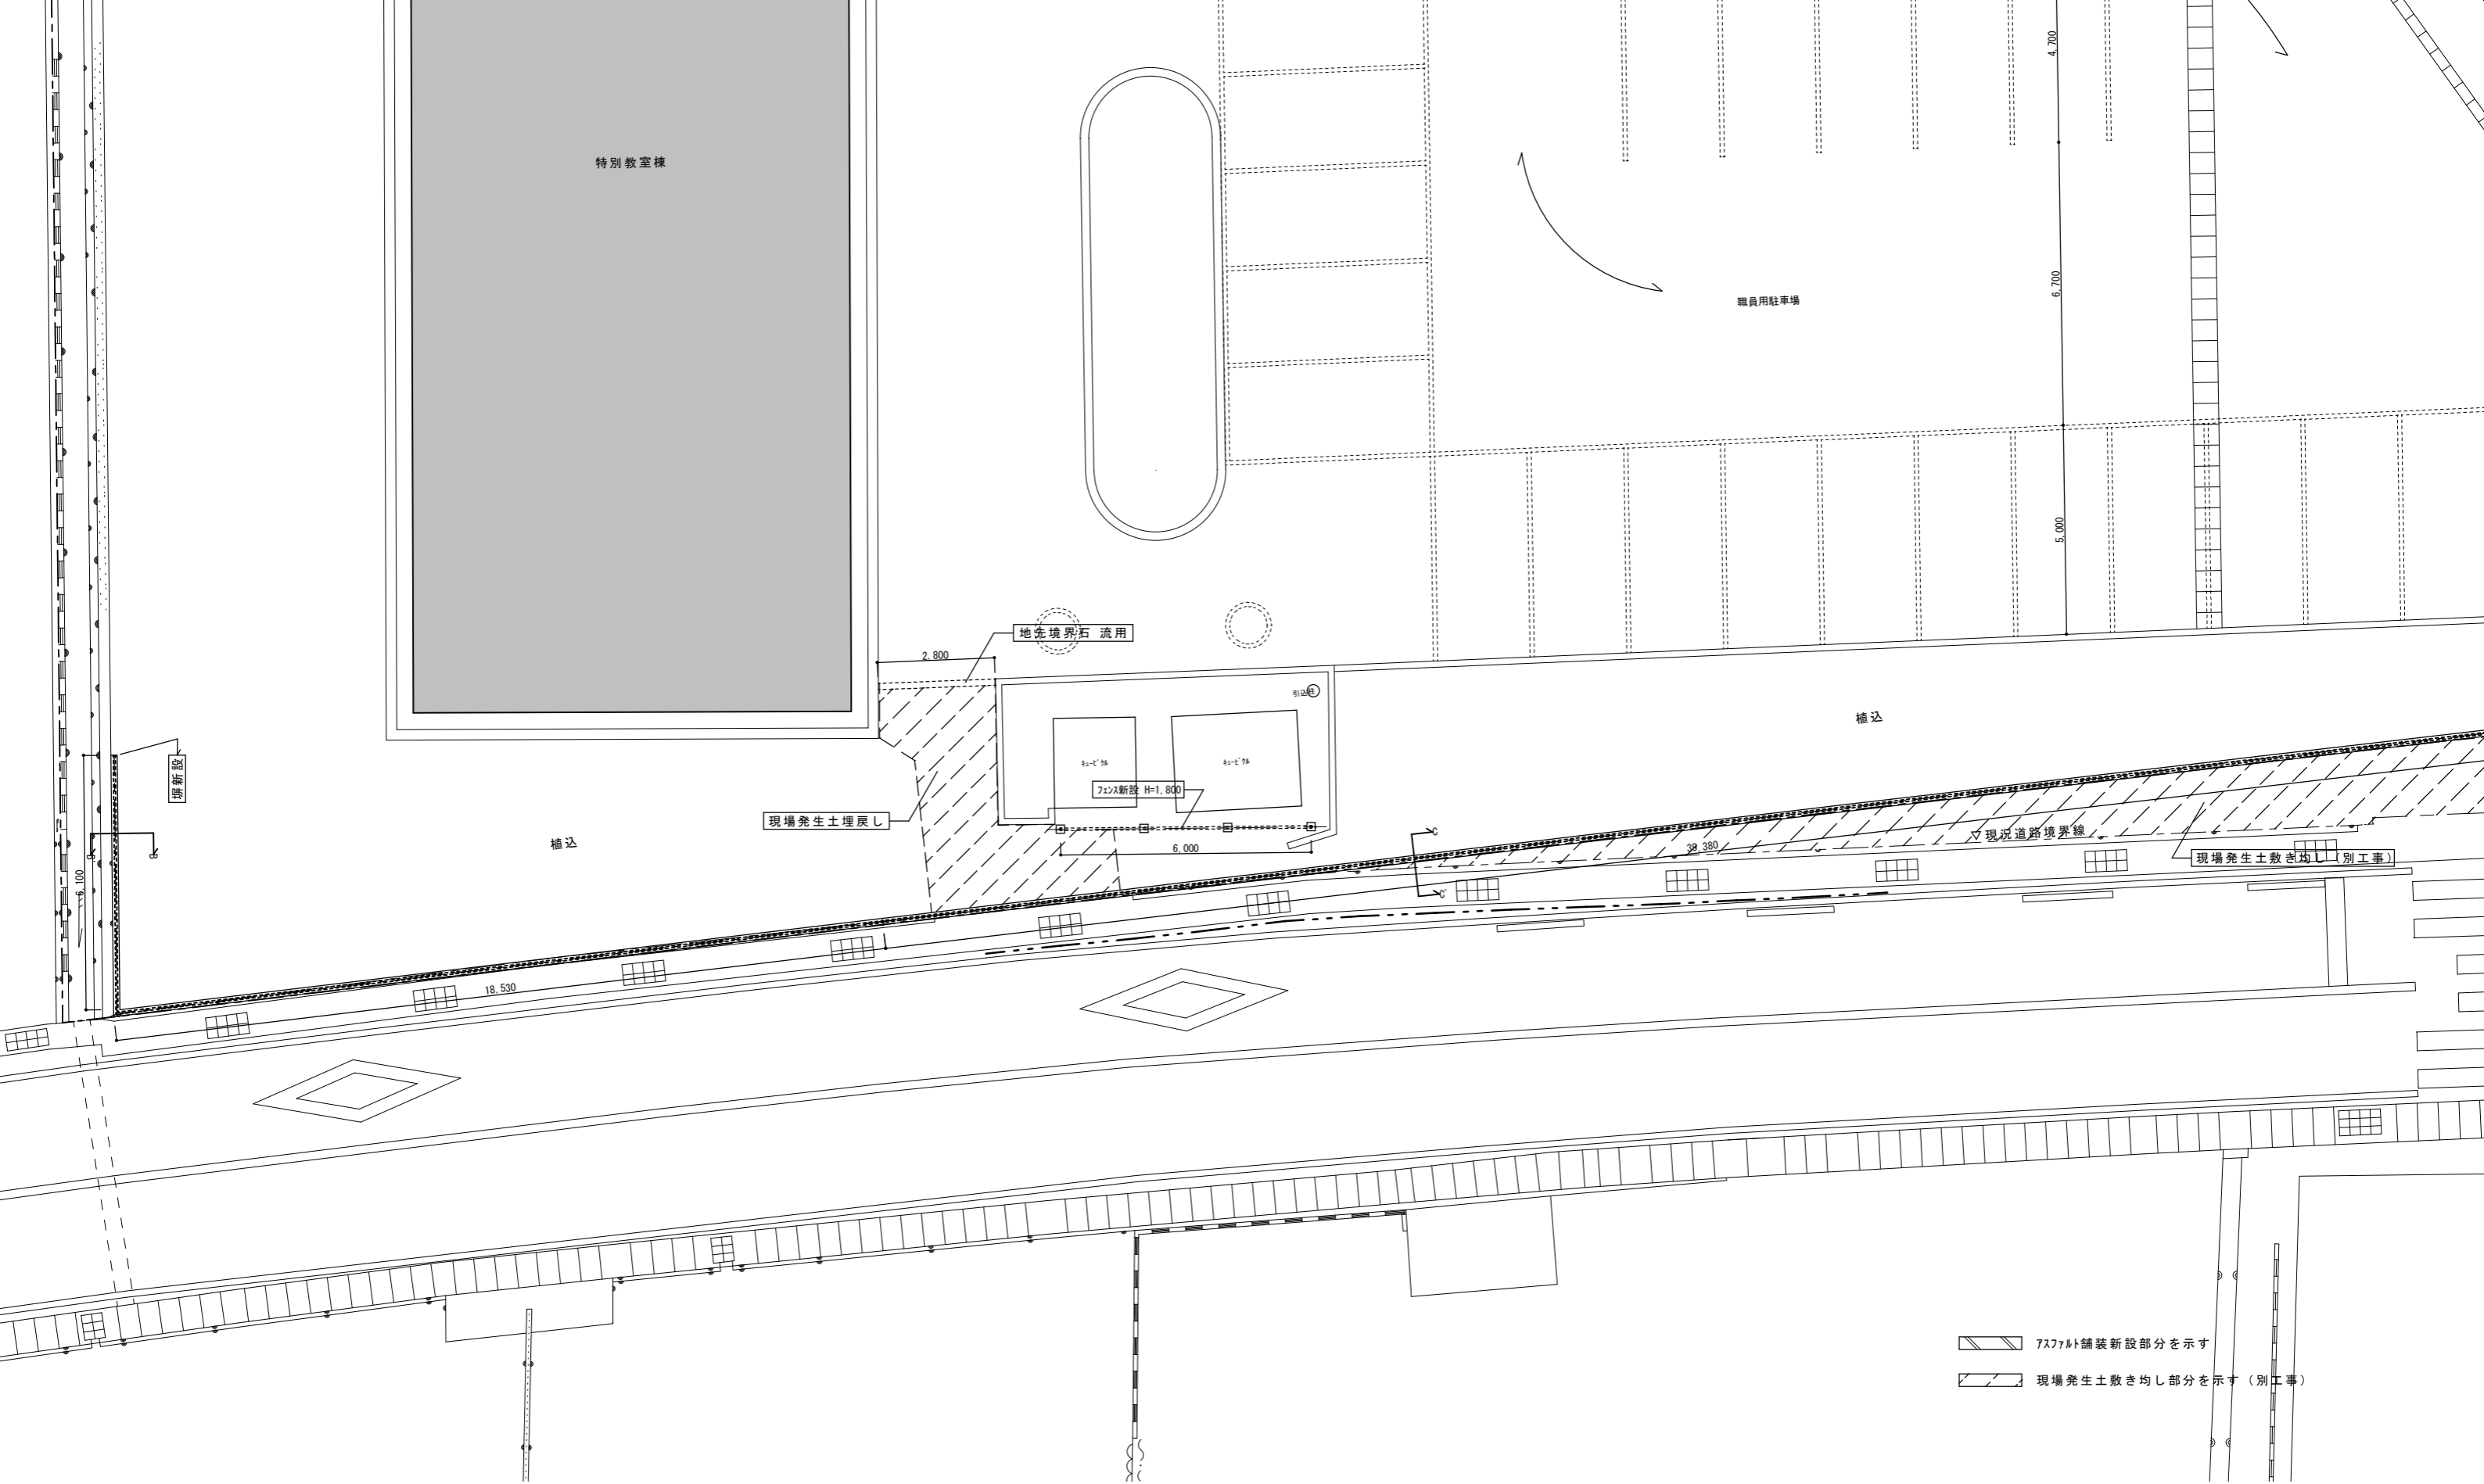 4,700
特別教室棟
6,700
職員用駐車場
5,000
地先境界石 流用
2,800
引込柱
植込
塀新設
キュービクル
キュービクル
フェンス新設 H=1,800
現場発生土埋戻し
植込
6,000
▽現況道路境界線
39,380
現場発生土敷き均し（別工事）
C
C'
B
B'
6,100
18,530
アスファルト舗装新設部分を示す
現場発生土敷き均し部分を示す（別工事）